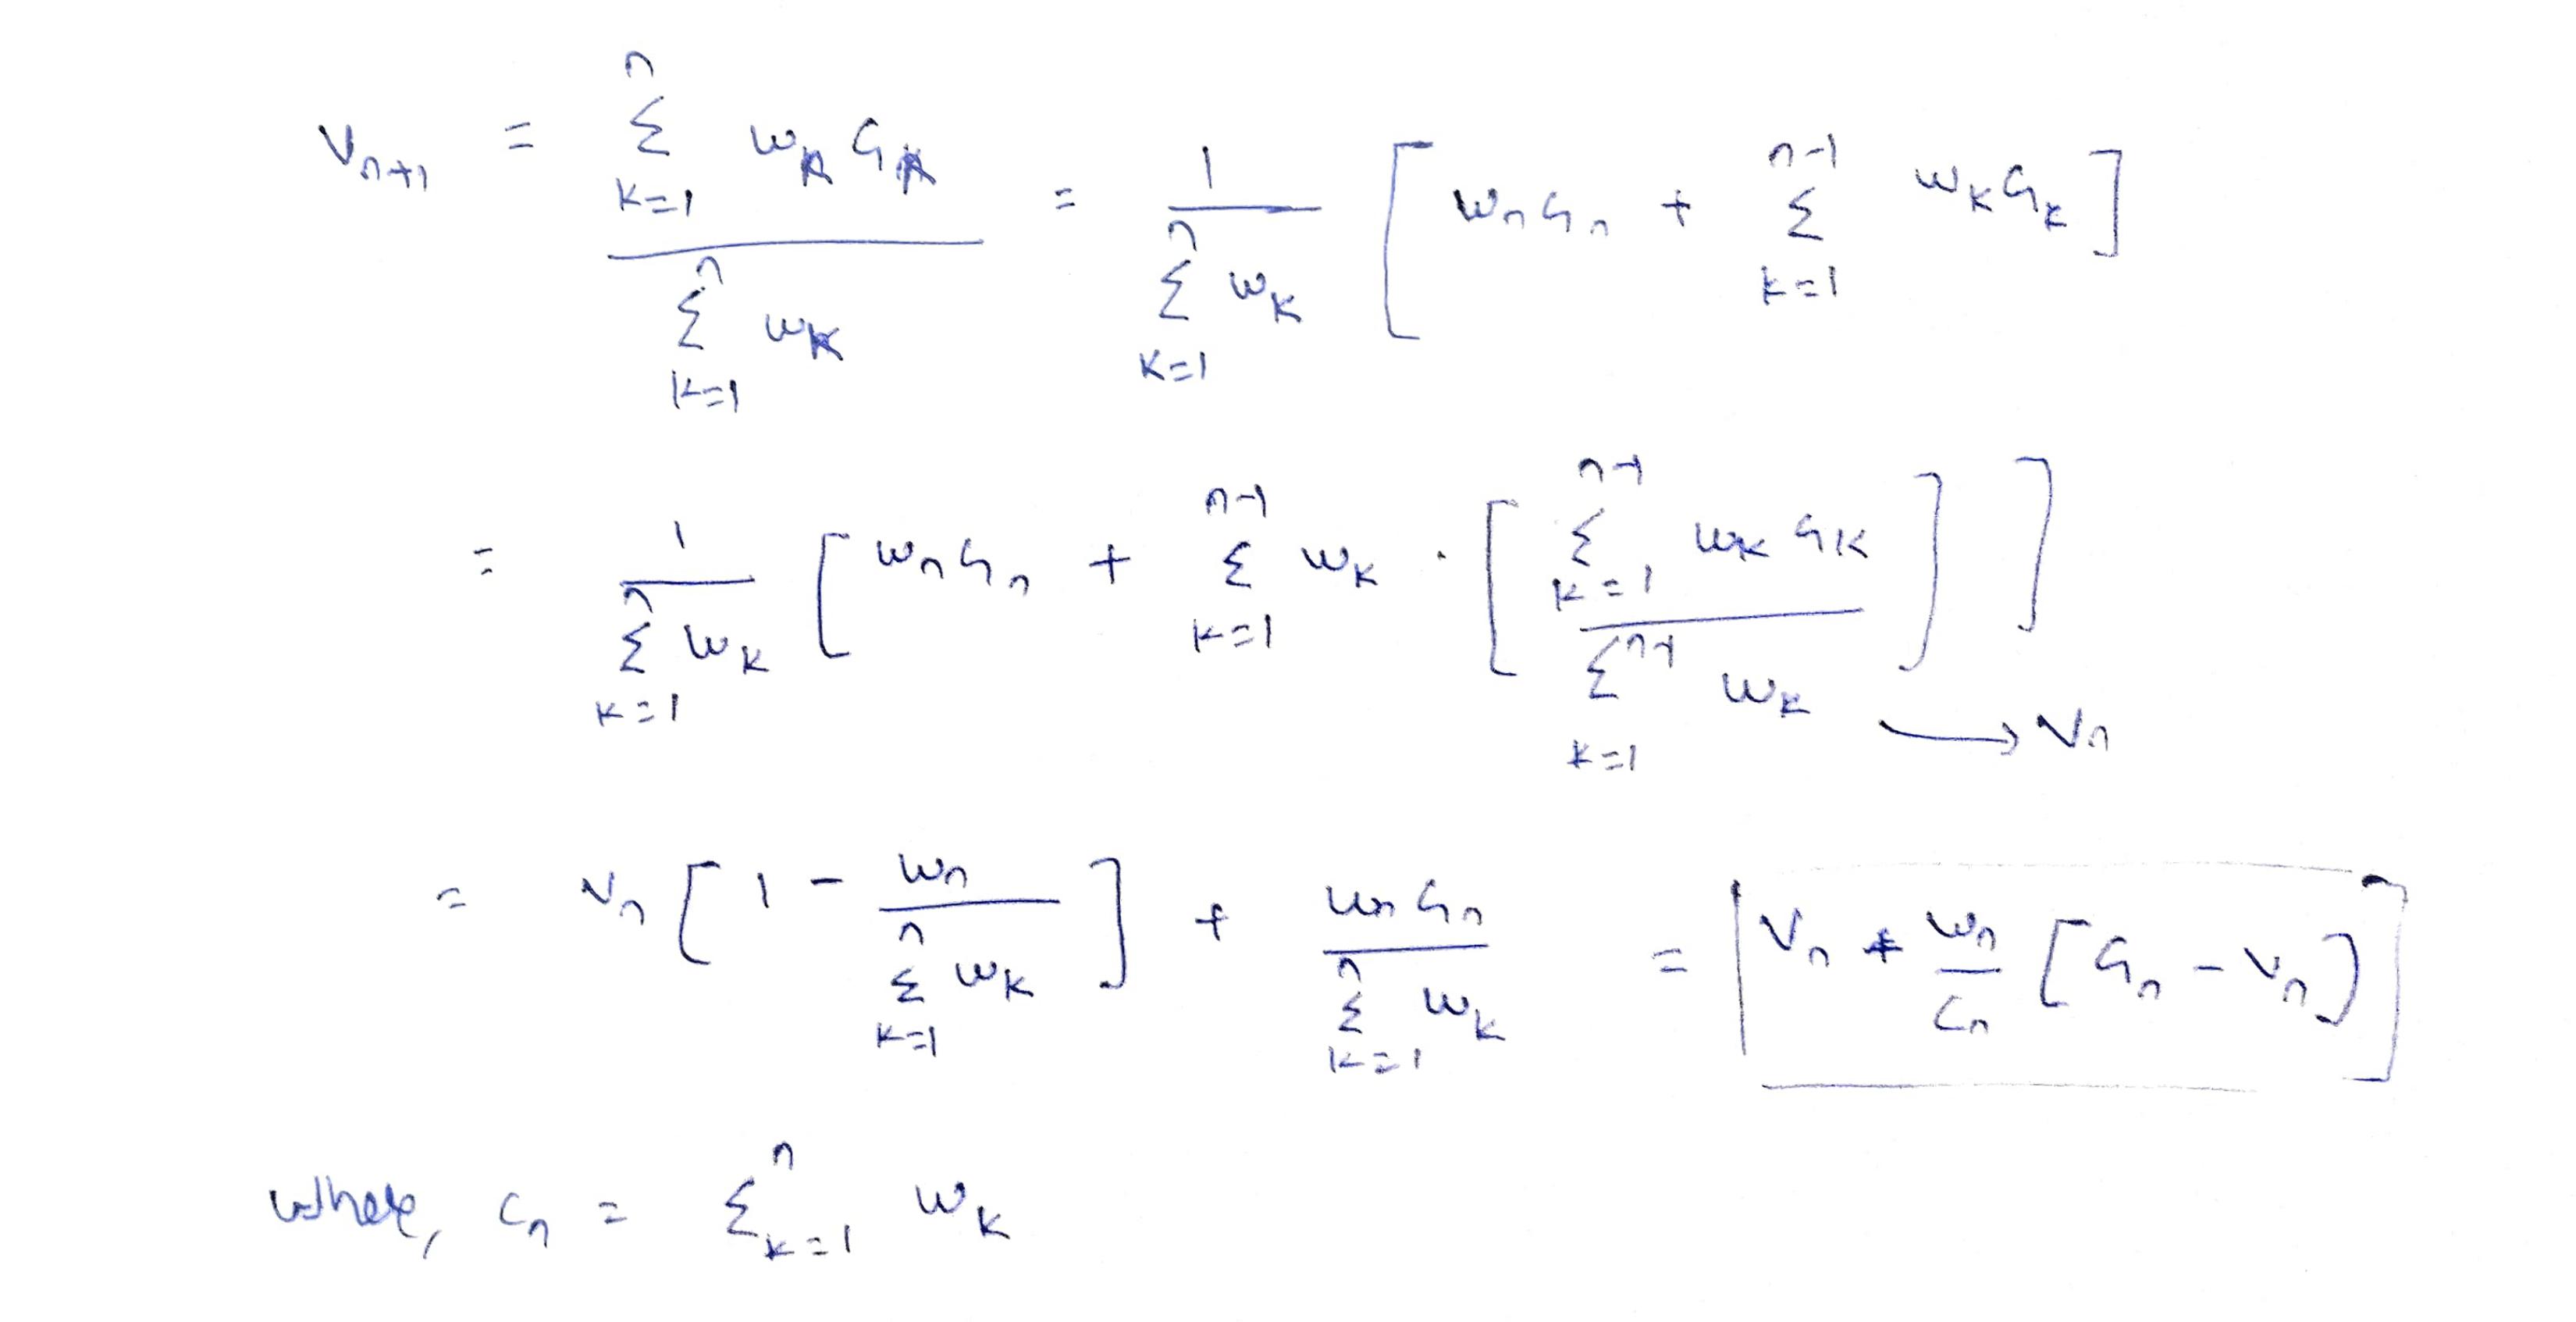 V_{n+1} = \frac{\sum_{k=1}^{n} W_k G_k}{\sum_{k=1}^{n} W_k} = \frac{1}{\sum_{k=1}^{n} W_k} \left[ W_n G_n + \sum_{k=1}^{n-1} W_k G_k \right]
= \frac{1}{\sum_{k=1}^{n} W_k} \left[ W_n G_n + \sum_{k=1}^{n-1} W_k \cdot \left[ \frac{\sum_{k=1}^{n-1} W_k G_k}{\sum_{k=1}^{n-1} W_k} \right] \right] → V_n
= V_n \left[ 1 - \frac{W_n}{\sum_{k=1}^{n} W_k} \right] + \frac{W_n G_n}{\sum_{k=1}^{n} W_k} = V_n + \frac{W_n}{C_n} [ G_n - V_n ]
where, C_n = \sum_{k=1}^{n} W_k